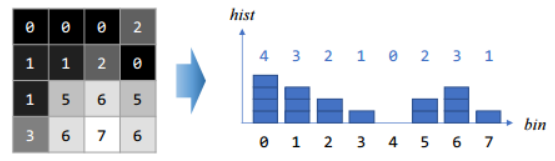 0 0 0 2
1 1 2 0
1 5 6 5
3 6 7 6
hist
4 3 2 1 0 2 3 1
bin
0 1 2 3 4 5 6 7